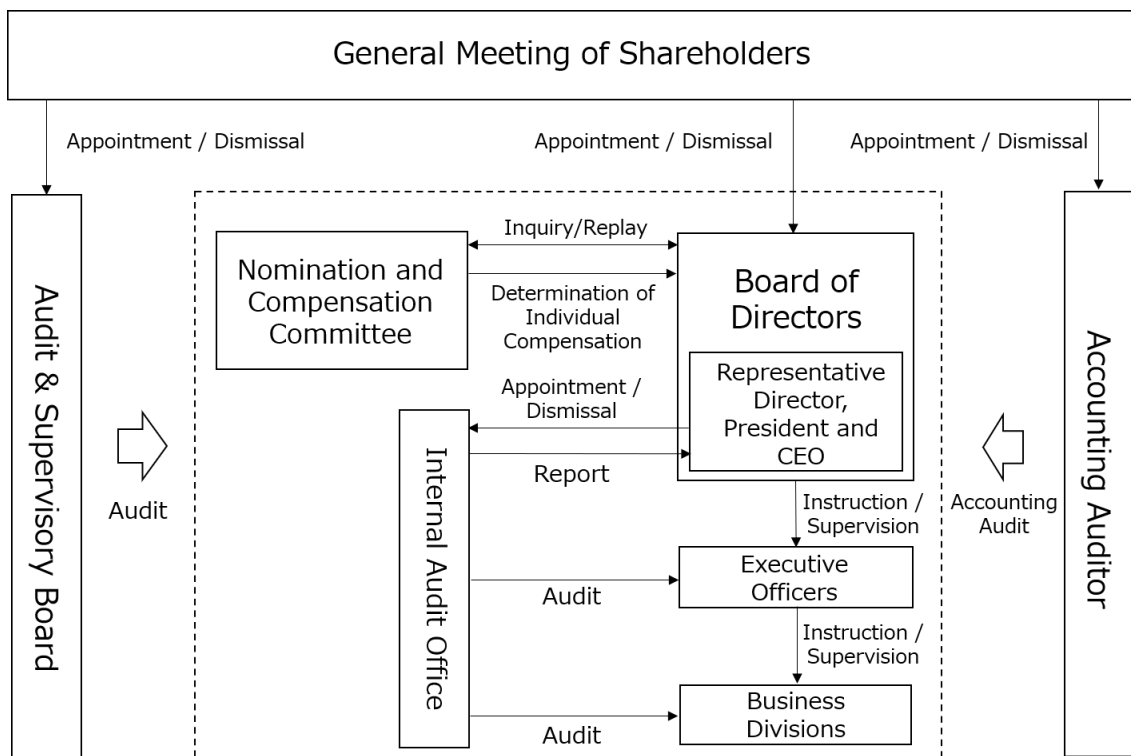 General Meeting of Shareholders
Appointment / Dismissal
Appointment / Dismissal
Appointment / Dismissal
Audit & Supervisory Board
Audit
Nomination and
Compensation
Committee
Inquiry/Replay
Determination of
Individual
Compensation
Board of
Directors
Representative
Director,
President and
CEO
Appointment /
Dismissal
Report
Internal Audit Office
Instruction /
Supervision
Audit
Executive
Officers
Instruction /
Supervision
Audit
Business
Divisions
Accounting
Audit
Accounting Auditor